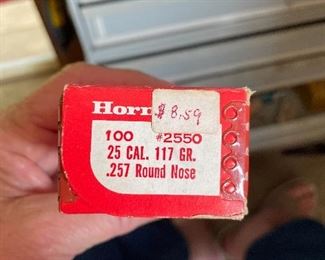 Horn
$8.59
100 #2550
25 CAL. 117 GR.
.257 Round Nose